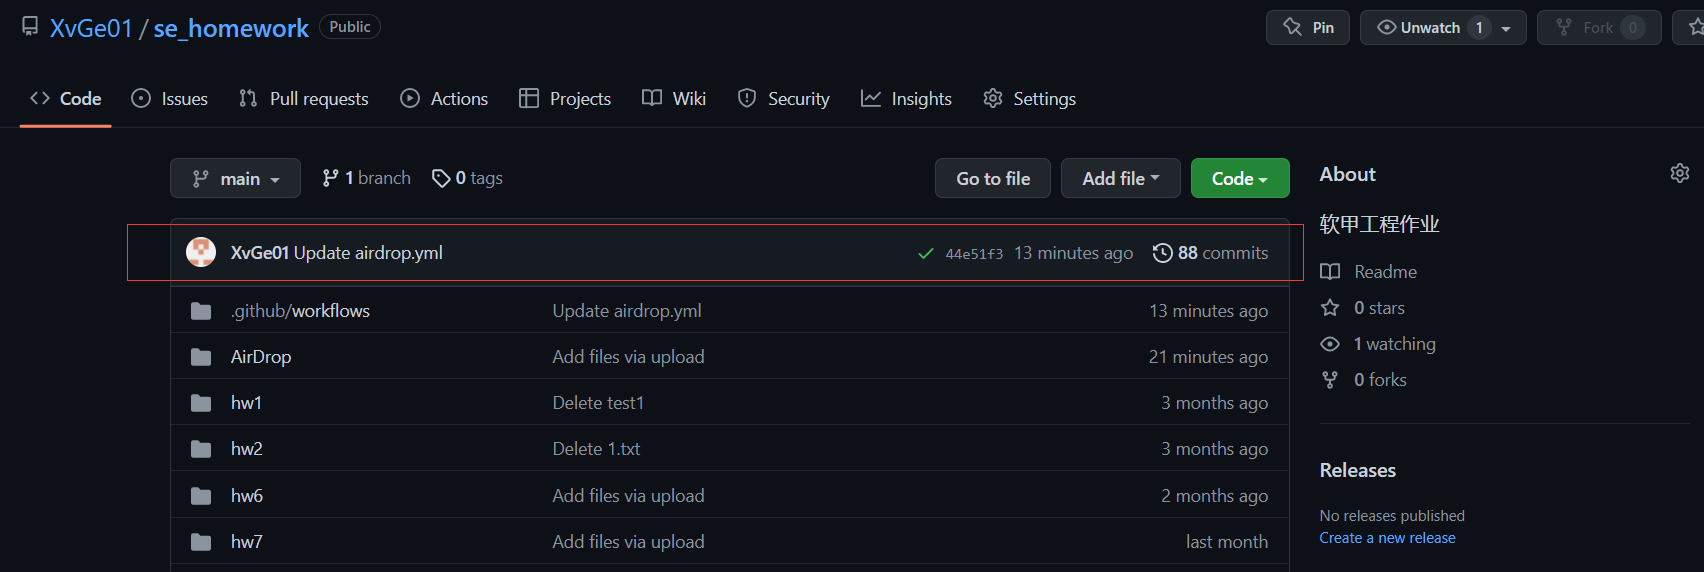 XvGe01 / se_homework Public Pin Unwatch 1 Fork 0
Code Issues Pull requests Actions Projects Wiki Security Insights Settings
main 1 branch 0 tags Go to file Add file Code
XvGe01 Update airdrop.yml 44e51f3 13 minutes ago 88 commits
.github/workflows Update airdrop.yml 13 minutes ago
AirDrop Add files via upload 21 minutes ago
hw1 Delete test1 3 months ago
hw2 Delete 1.txt 3 months ago
hw6 Add files via upload 2 months ago
hw7 Add files via upload last month
About
软甲工程作业
Readme
0 stars
1 watching
0 forks
Releases
No releases published
Create a new release